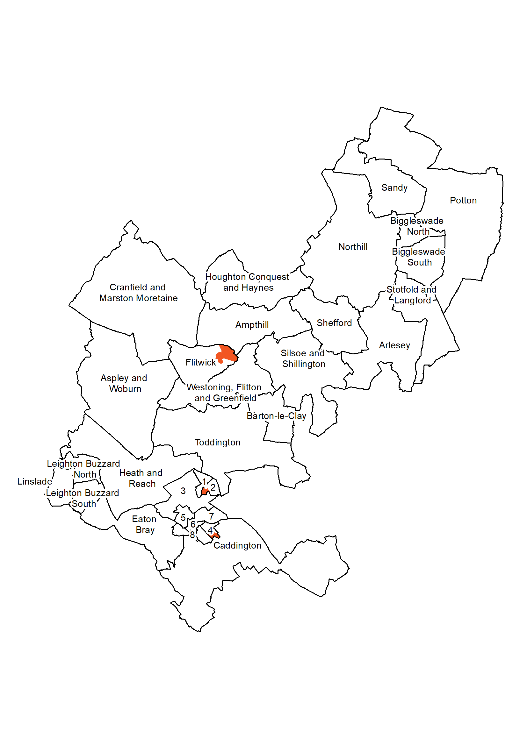 Sandy
Potton
Biggleswade
North
Northill
Biggleswade
South
Houghton Conquest
and Haynes
Cranfield and
Marston Moretaine
Stotfold and
Langford
Ampthill
Shefford
Arlesey
Flitwick
Silsoe and
Shillington
Aspley and
Woburn
Westoning, Flitton
and Greenfield
Barton-le-Clay
Toddington
Leighton Buzzard
North
Heath and
Reach
Linslade
1
2
3
Leighton Buzzard
South
Eaton
Bray
5
7
6
4
8
Caddington